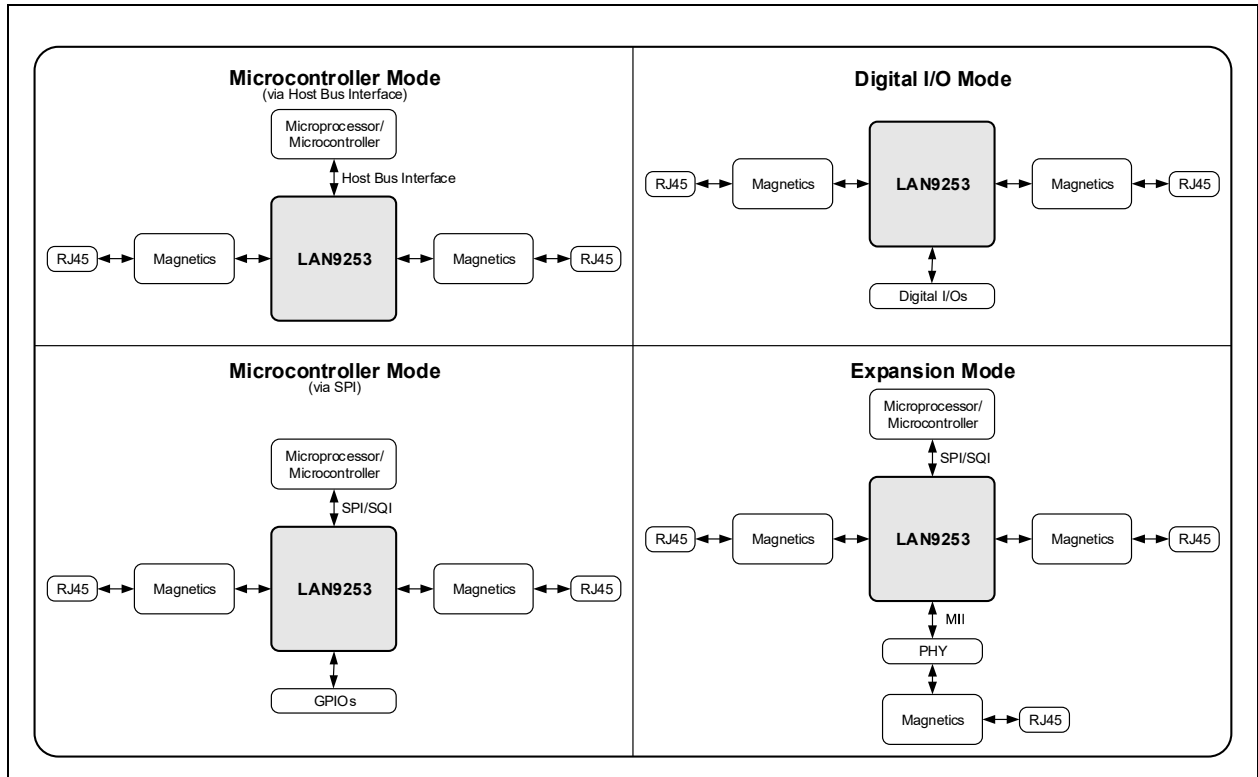 Microcontroller Mode
(via Host Bus Interface)
Microprocessor/
Microcontroller
Host Bus Interface
RJ45
Magnetics
LAN9253
Magnetics
RJ45
Digital I/O Mode
RJ45
Magnetics
LAN9253
Magnetics
RJ45
Digital I/Os
Microcontroller Mode
(via SPI)
Microprocessor/
Microcontroller
SPI/SQI
RJ45
Magnetics
LAN9253
Magnetics
RJ45
GPIOs
Expansion Mode
Microprocessor/
Microcontroller
SPI/SQI
RJ45
Magnetics
LAN9253
Magnetics
RJ45
MII
PHY
Magnetics
RJ45